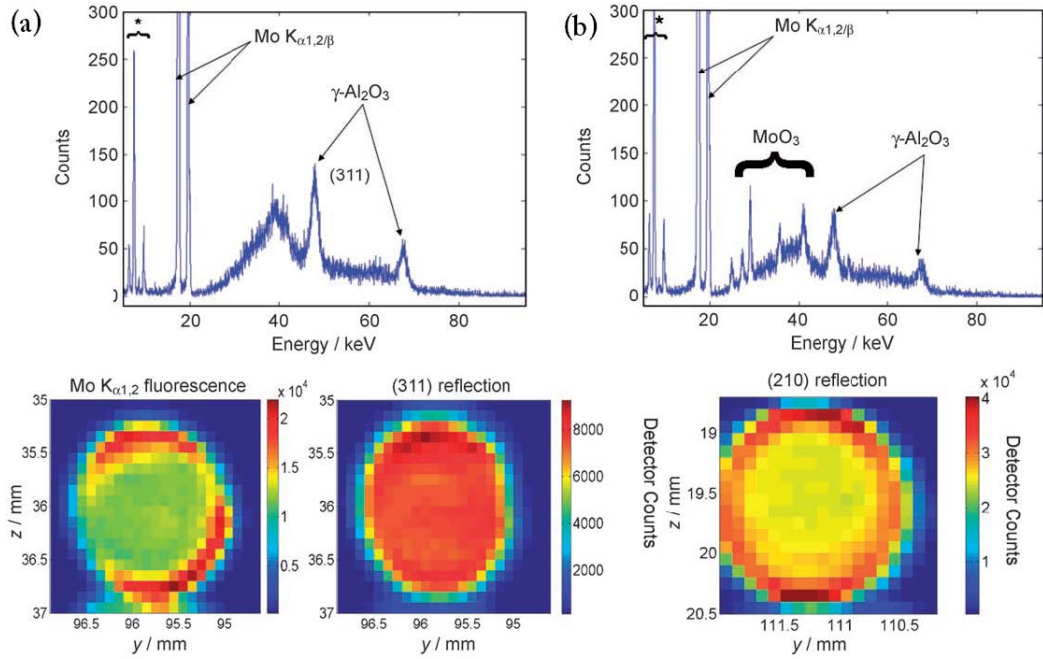 (a)
*
Mo Kα1,2/β
γ-Al2O3
(311)
Counts
300
250
200
150
100
50
0
20
40
60
80
Energy / keV
(b)
*
Mo Kα1,2/β
MoO3
γ-Al2O3
Counts
300
250
200
150
100
50
0
20
40
60
80
Energy / keV
Mo Kα1,2 fluorescence
z / mm
35
35.5
36
36.5
37
96.5
96
95.5
95
y / mm
x 10^4
2
1.5
1
0.5
(311) reflection
35
35.5
36
36.5
37
96.5
96
95.5
95
y / mm
8000
6000
4000
2000
Detector Counts
(210) reflection
z / mm
19
19.5
20
20.5
111.5
111
110.5
y / mm
x 10^4
4
3
2
1
Detector Counts